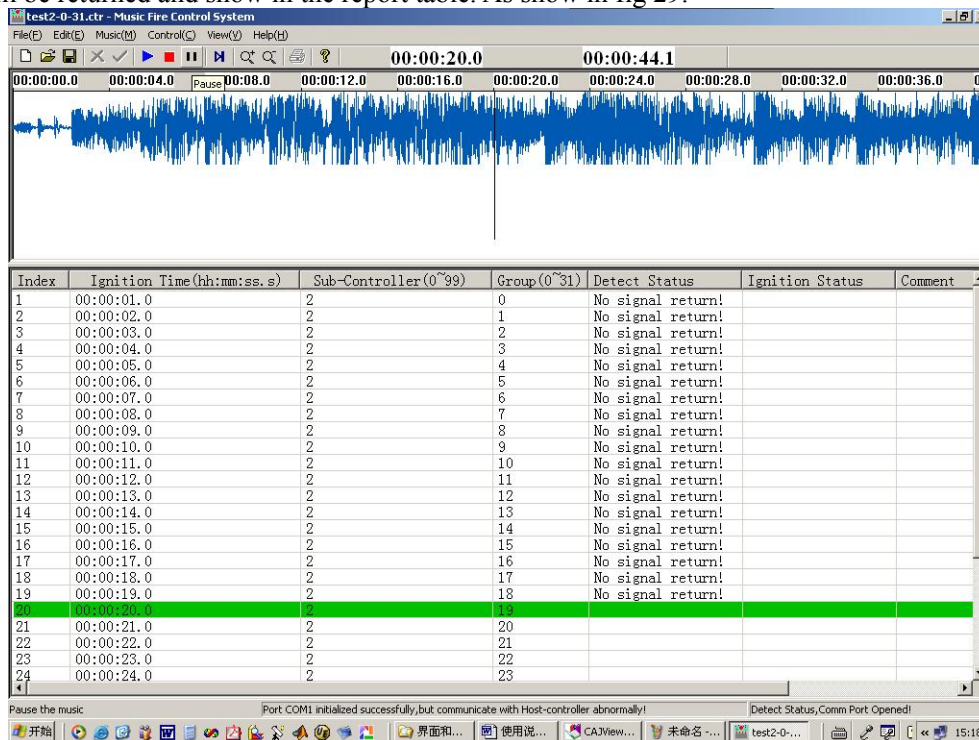 n be returned and show in the report table. As show in fig 29.
test2-0-31.ctr - Music Fire Control System
File(F) Edit(E) Music(M) Control(C) View(V) Help(H)
00:00:20.0 00:00:44.1
00:00:00.0 00:00:04.0 00:08.0 00:00:12.0 00:00:16.0 00:00:20.0 00:00:24.0 00:00:28.0 00:00:32.0 00:00:36.0
Pause
Index Ignition Time(hh:mm:ss.s) Sub-Controller(0~99) Group(0~31) Detect Status Ignition Status Comment
1 00:00:01.0 2 0 No signal return!
2 00:00:02.0 2 1 No signal return!
3 00:00:03.0 2 2 No signal return!
4 00:00:04.0 2 3 No signal return!
5 00:00:05.0 2 4 No signal return!
6 00:00:06.0 2 5 No signal return!
7 00:00:07.0 2 6 No signal return!
8 00:00:08.0 2 7 No signal return!
9 00:00:09.0 2 8 No signal return!
10 00:00:10.0 2 9 No signal return!
11 00:00:11.0 2 10 No signal return!
12 00:00:12.0 2 11 No signal return!
13 00:00:13.0 2 12 No signal return!
14 00:00:14.0 2 13 No signal return!
15 00:00:15.0 2 14 No signal return!
16 00:00:16.0 2 15 No signal return!
17 00:00:17.0 2 16 No signal return!
18 00:00:18.0 2 17 No signal return!
19 00:00:19.0 2 18 No signal return!
20 00:00:20.0 2 19
21 00:00:21.0 2 20
22 00:00:22.0 2 21
23 00:00:23.0 2 22
24 00:00:24.0 2 23
Pause the music Port COM1 initialized successfully,but communicate with Host-controller abnormally! Detect Status,Comm Port Opened!
开始 界面和... 使用说... CAJView... 未命名 -... test2-0-... 15: